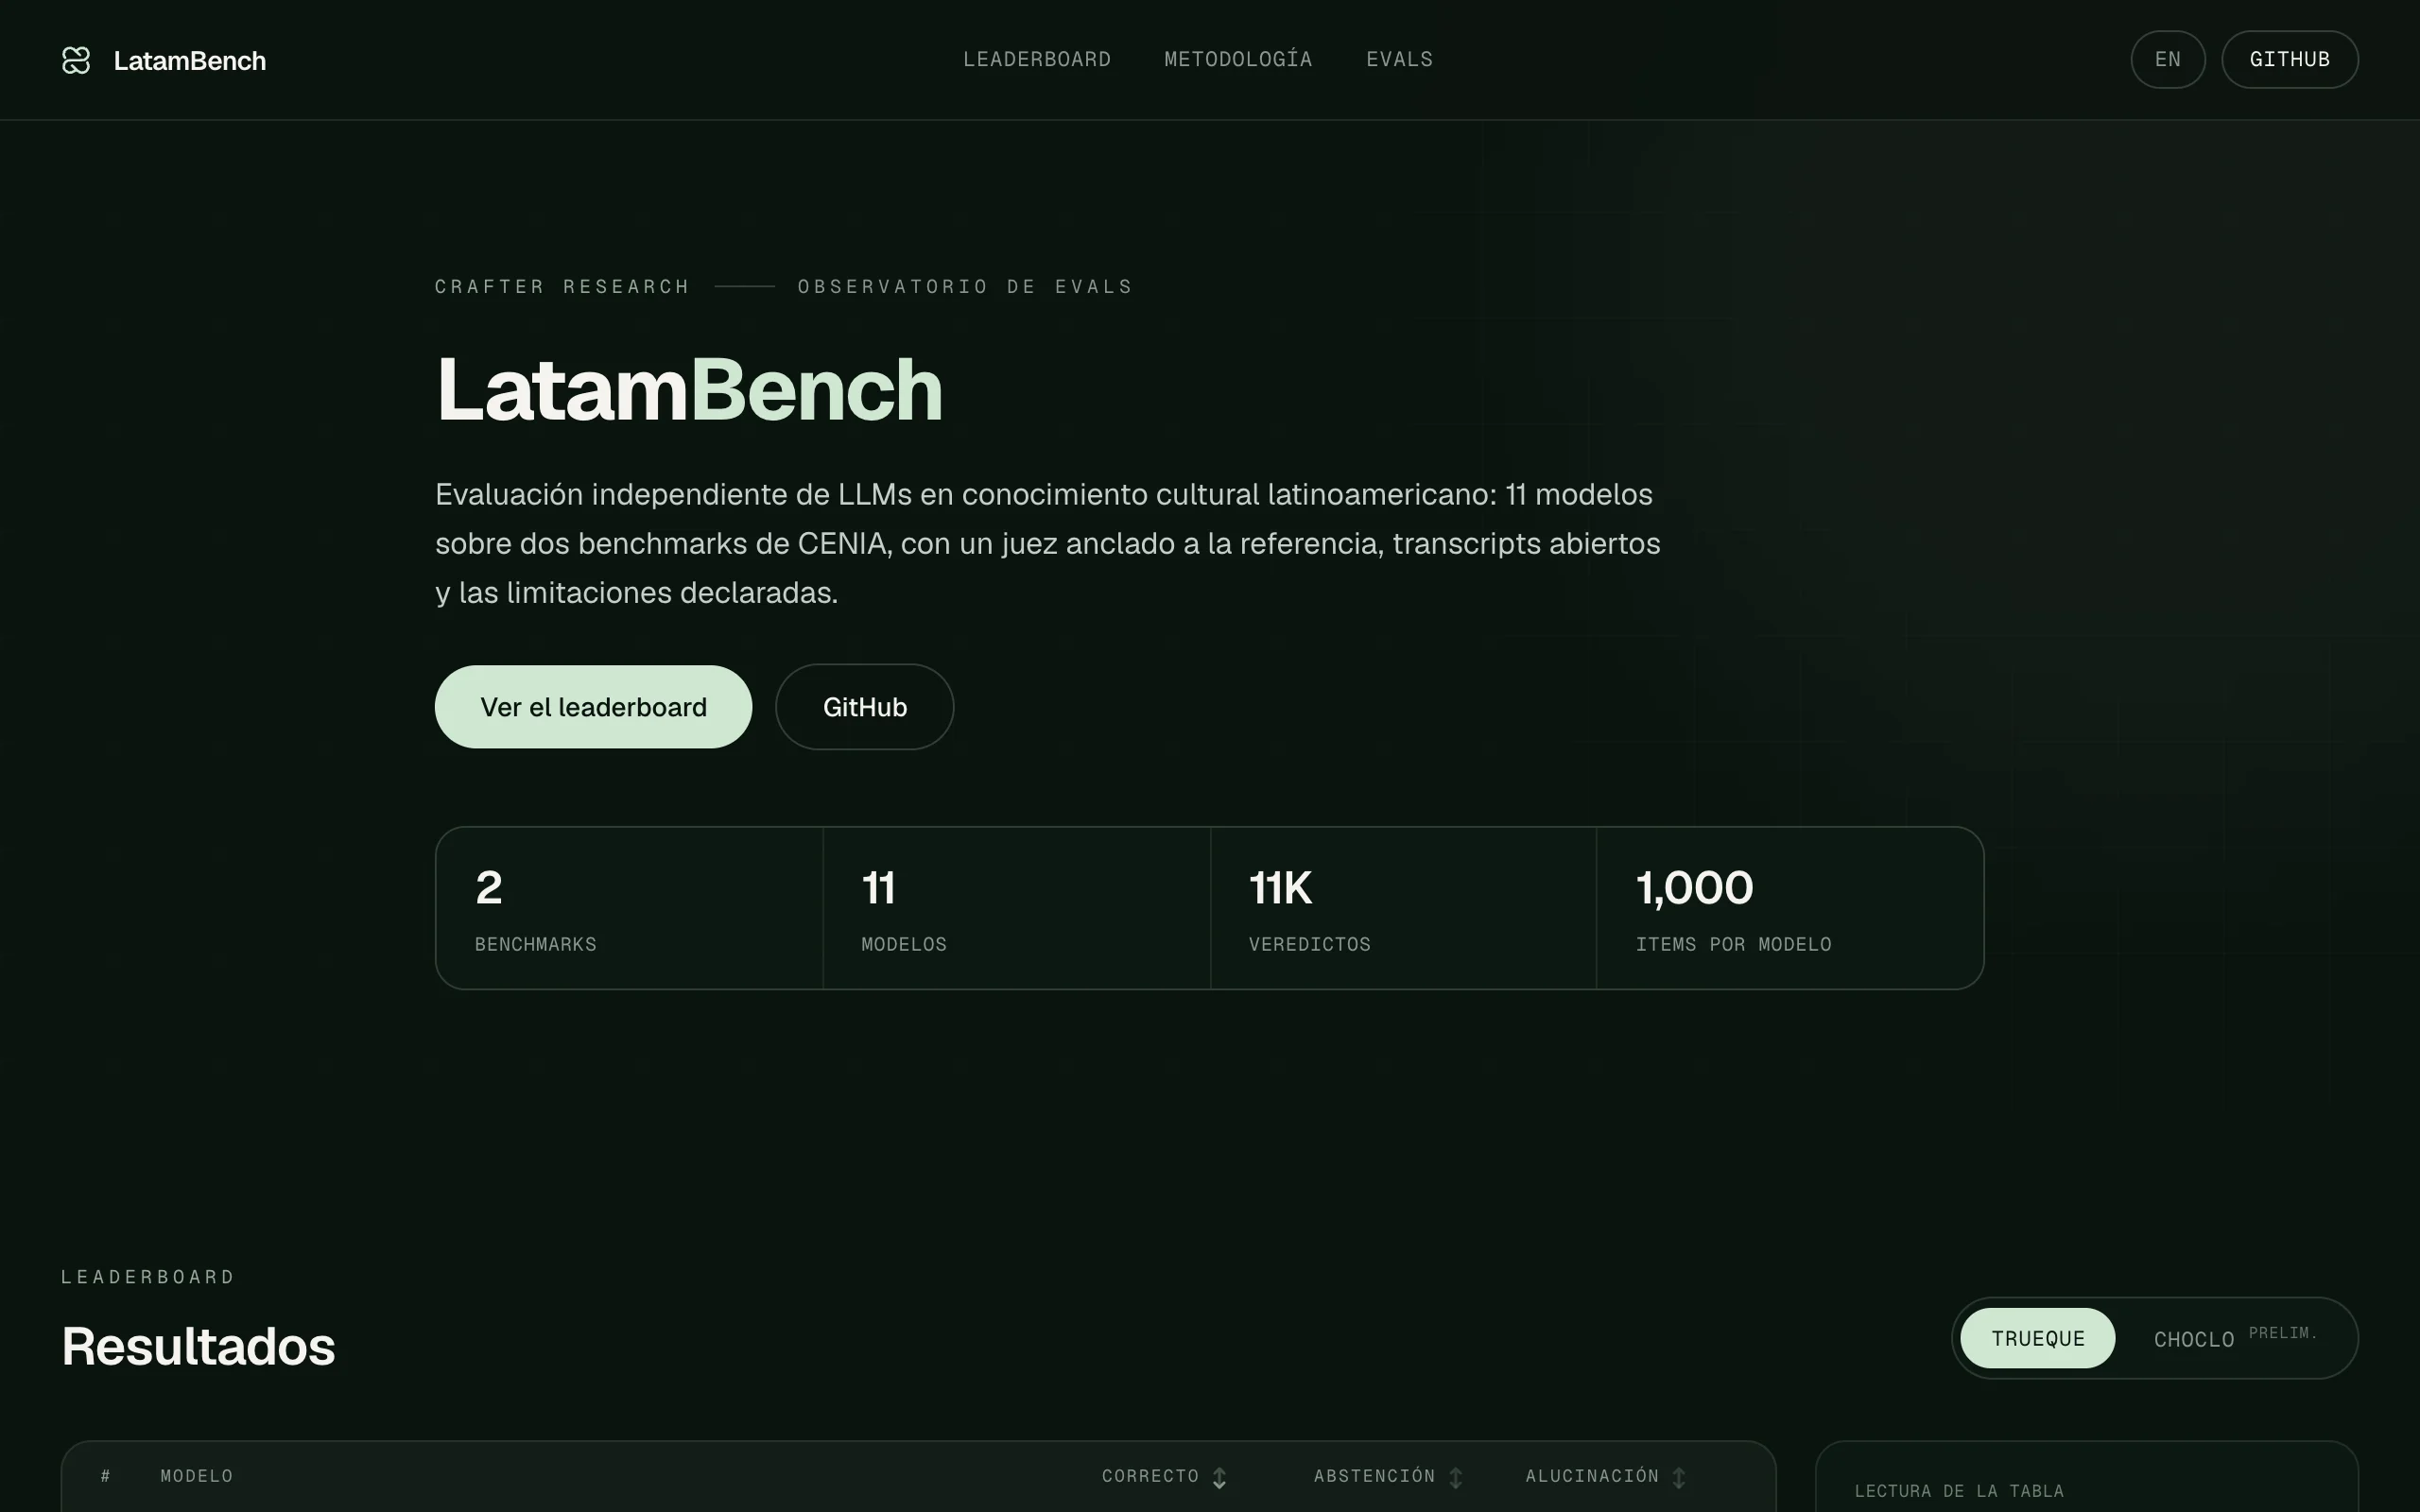 LatamBench
LEADERBOARD METODOLOGÍA EVALS
EN GITHUB
CRAFTER RESEARCH OBSERVATORIO DE EVALS
LatamBench
Evaluación independiente de LLMs en conocimiento cultural latinoamericano: 11 modelos
sobre dos benchmarks de CENIA, con un juez anclado a la referencia, transcripts abiertos
y las limitaciones declaradas.
Ver el leaderboard GitHub
2 11 11K 1,000
BENCHMARKS MODELOS VEREDICTOS ITEMS POR MODELO
LEADERBOARD
Resultados
TRUEQUE CHOCLO PRELIM.
# MODELO CORRECTO ABSTENCIÓN ALUCINACIÓN
LECTURA DE LA TABLA